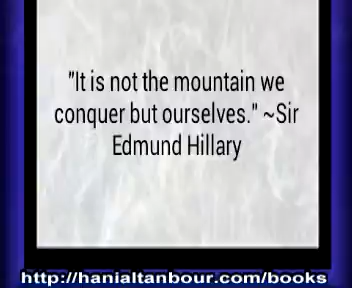 "It is not the mountain we
conquer but ourselves." ~Sir
Edmund Hillary
http://hanialtanbour.com/books